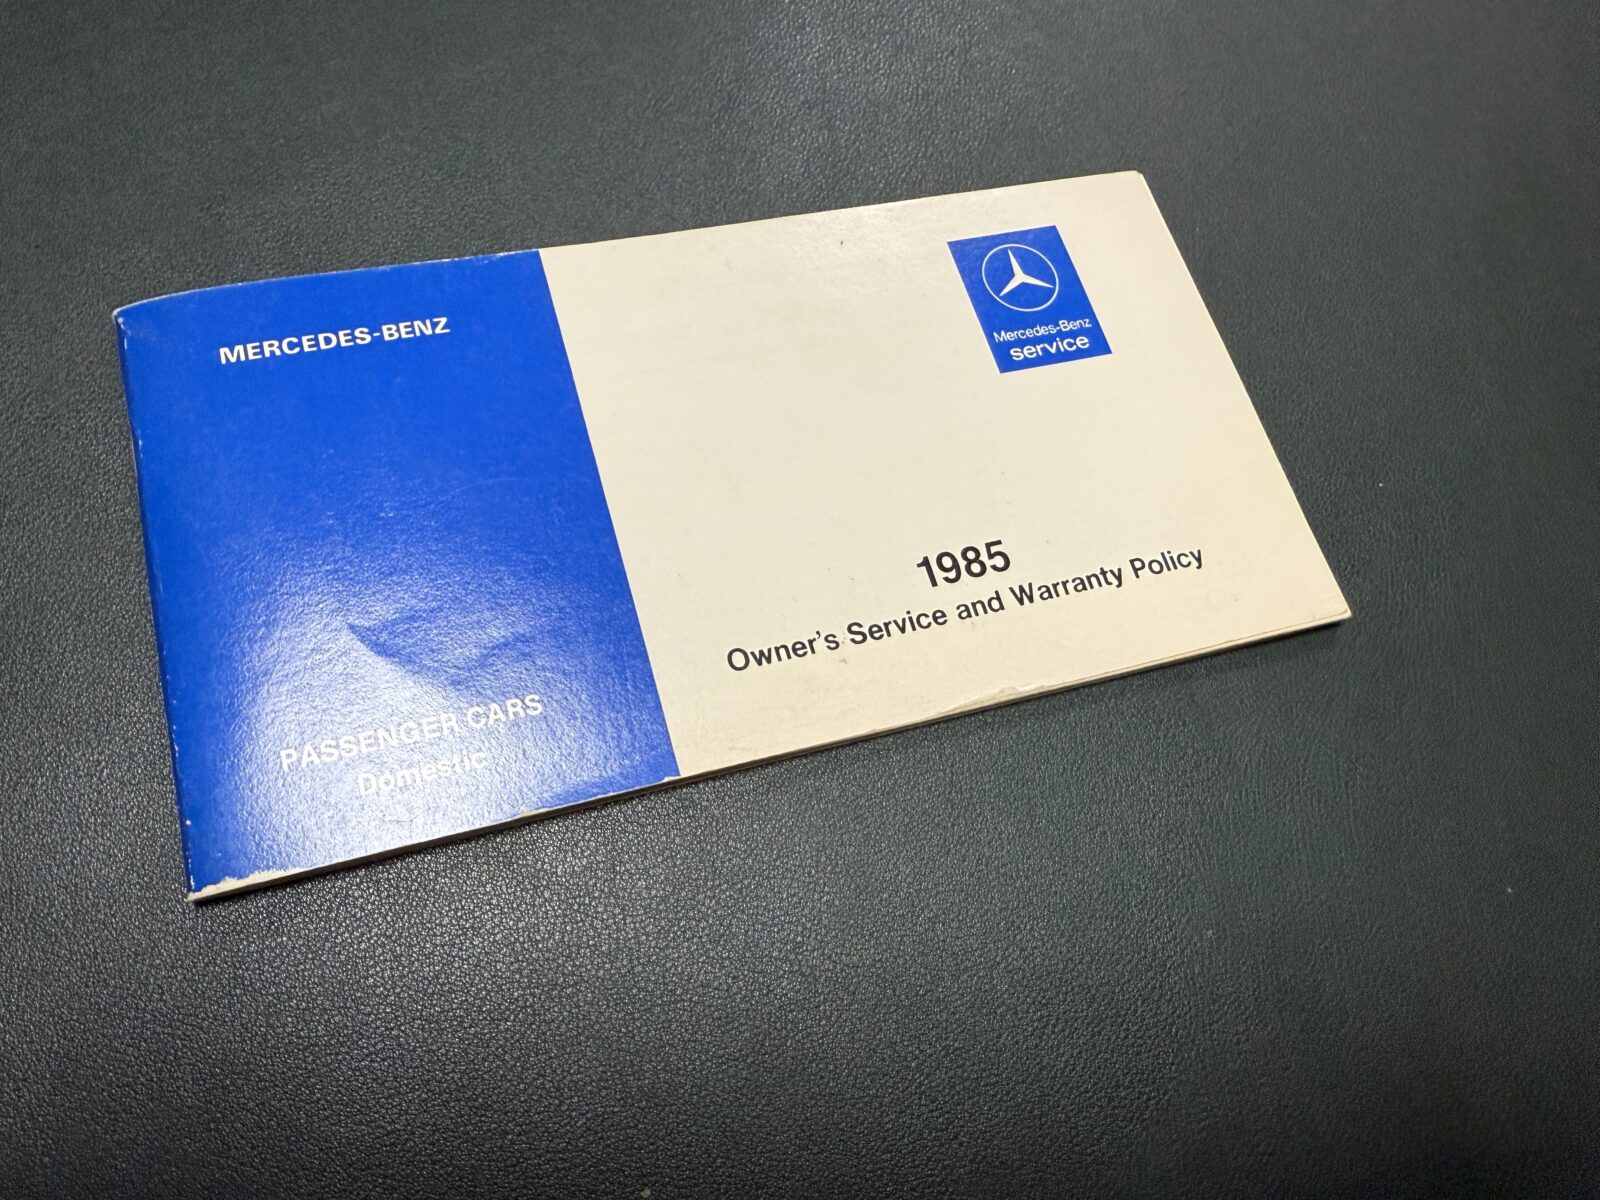 MERCEDES-BENZ
PASSENGER CARS
Domestic
Mercedes-Benz
service
1985
Owner's Service and Warranty Policy